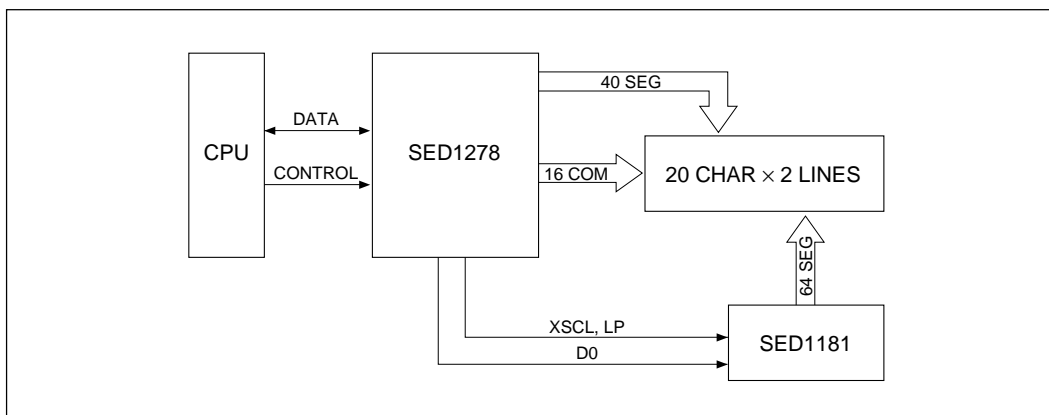 40 SEG
CPU
DATA
CONTROL
SED1278
16 COM
20 CHAR × 2 LINES
64 SEG
XSCL, LP
D0
SED1181